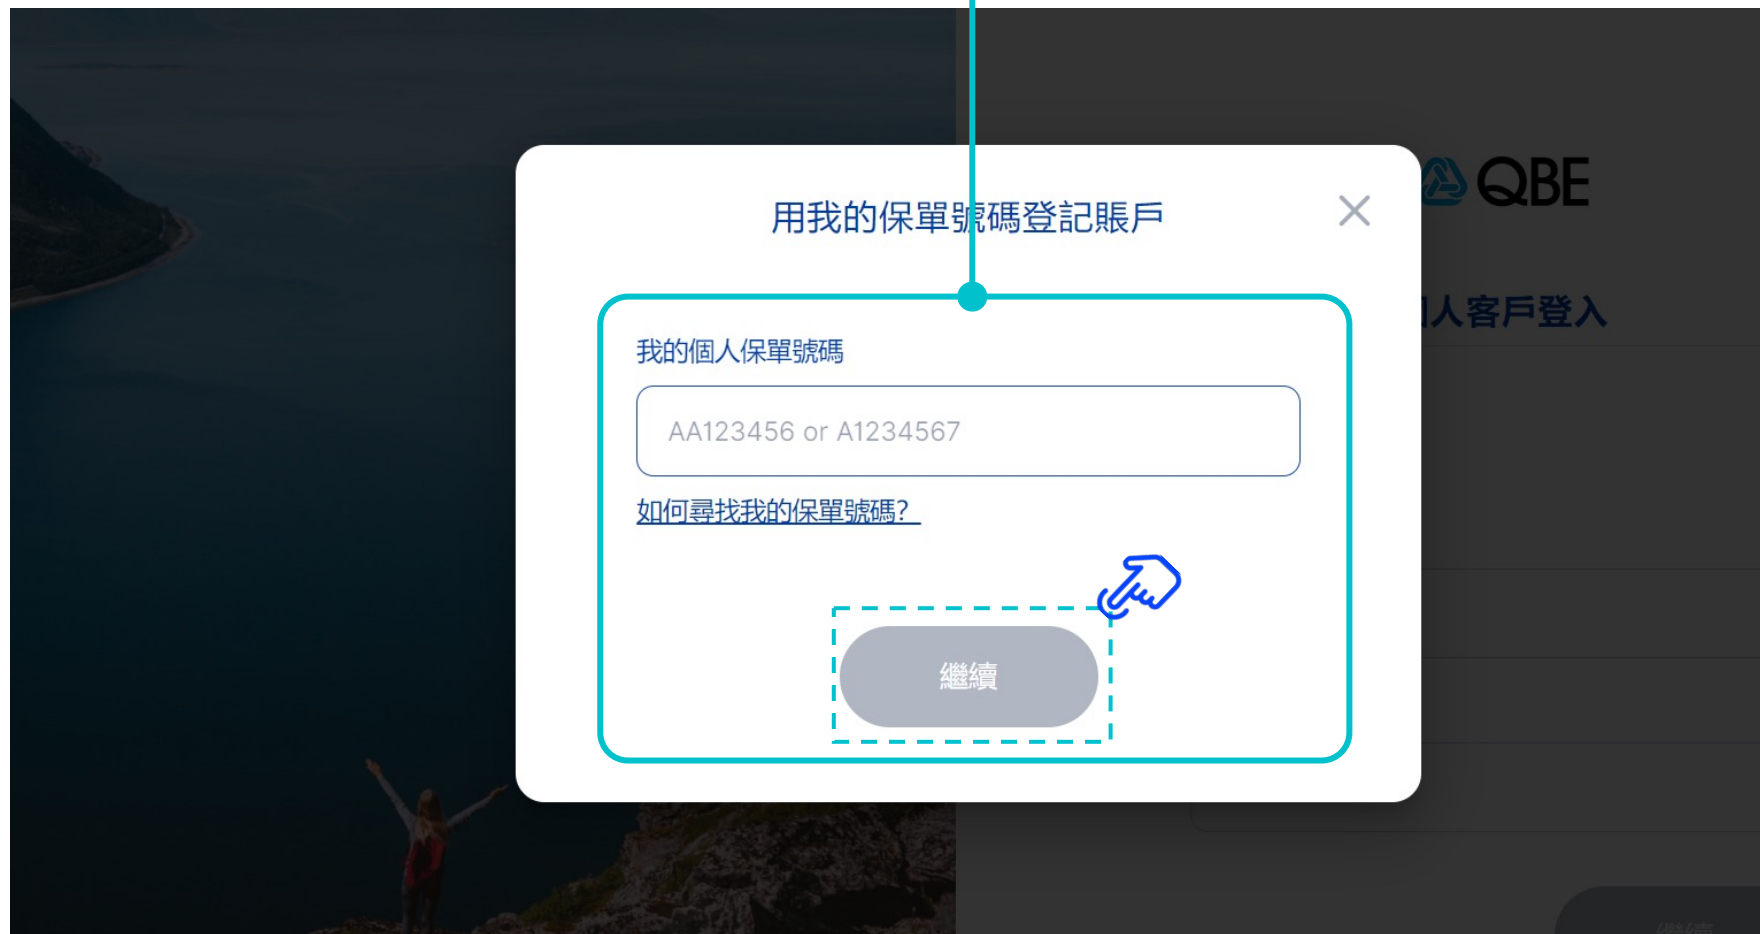 QBE
用我的保單號碼登記賬戶
人客戶登入
我的個人保單號碼
AA123456 or A1234567
如何尋找我的保單號碼？
繼續